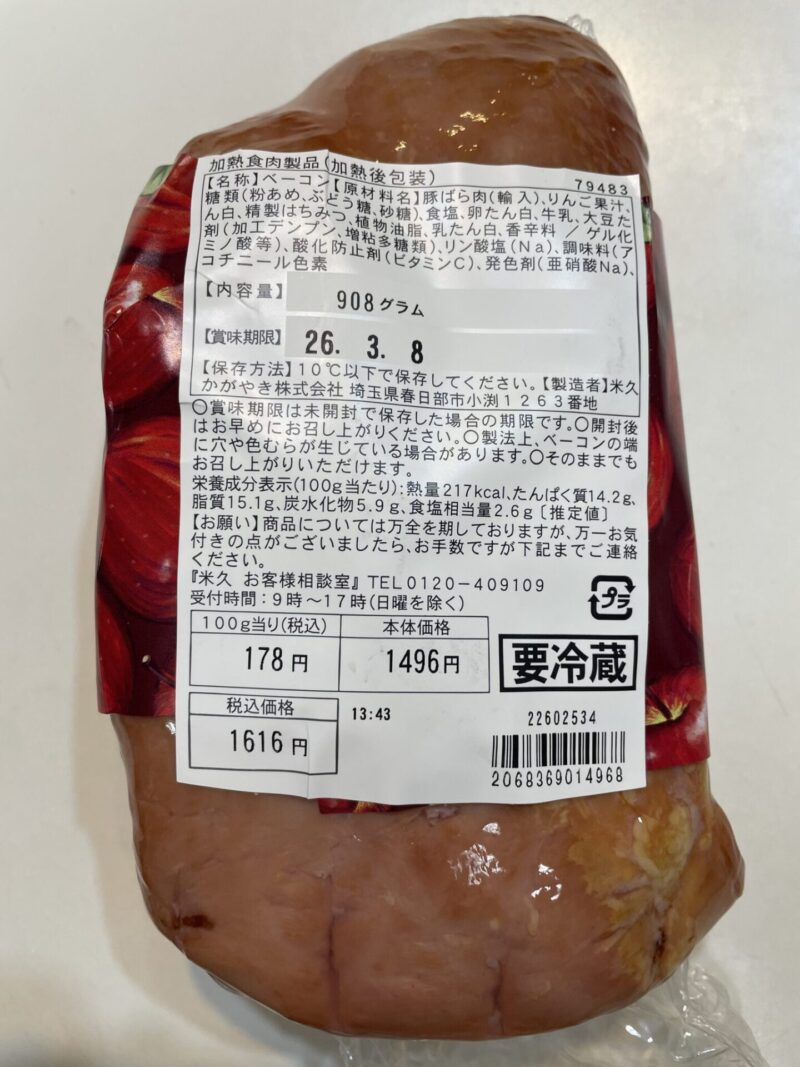 加熱食肉製品(加熱後包装)
79483
【名称】ベーコン【原材料名】豚ばら肉(輸入)、りんご果汁、
糖類(粉あめ、ぶどう糖、砂糖)、食塩、卵たん白、牛乳、大豆た
ん白、精製はちみつ、植物油脂、乳たん白、香辛料／ゲル化
剤(加工デンプン、増粘多糖類)、リン酸塩(Na)、調味料(ア
ミノ酸等)、酸化防止剤(ビタミンC)、発色剤(亜硝酸Na)、
コチニール色素
【内容量】 908グラム
【賞味期限】 26. 3. 8
【保存方法】10℃以下で保存してください。【製造者】米久
かがやき株式会社 埼玉県春日部市小渕1263番地
○賞味期限は未開封で保存した場合の期限です。○開封後
はお早めにお召し上がりください。○製法上、ベーコンの端
に穴や色むらが生じている場合があります。○そのままでも
お召し上がりいただけます。
栄養成分表示(100g当たり):熱量217kcal、たんぱく質14.2g、
脂質15.1g、炭水化物5.9g、食塩相当量2.6g〔推定値〕
【お願い】商品については万全を期しておりますが、万一お気
付きの点がございましたら、お手数ですが下記までご連絡
ください。
『米久 お客様相談室』TEL0120-409109
受付時間:9時～17時(日曜を除く)
プラ
100g当り(税込) 本体価格
178円 1496円
要冷蔵
税込価格
1616円
13:43
22602534
2068369014968